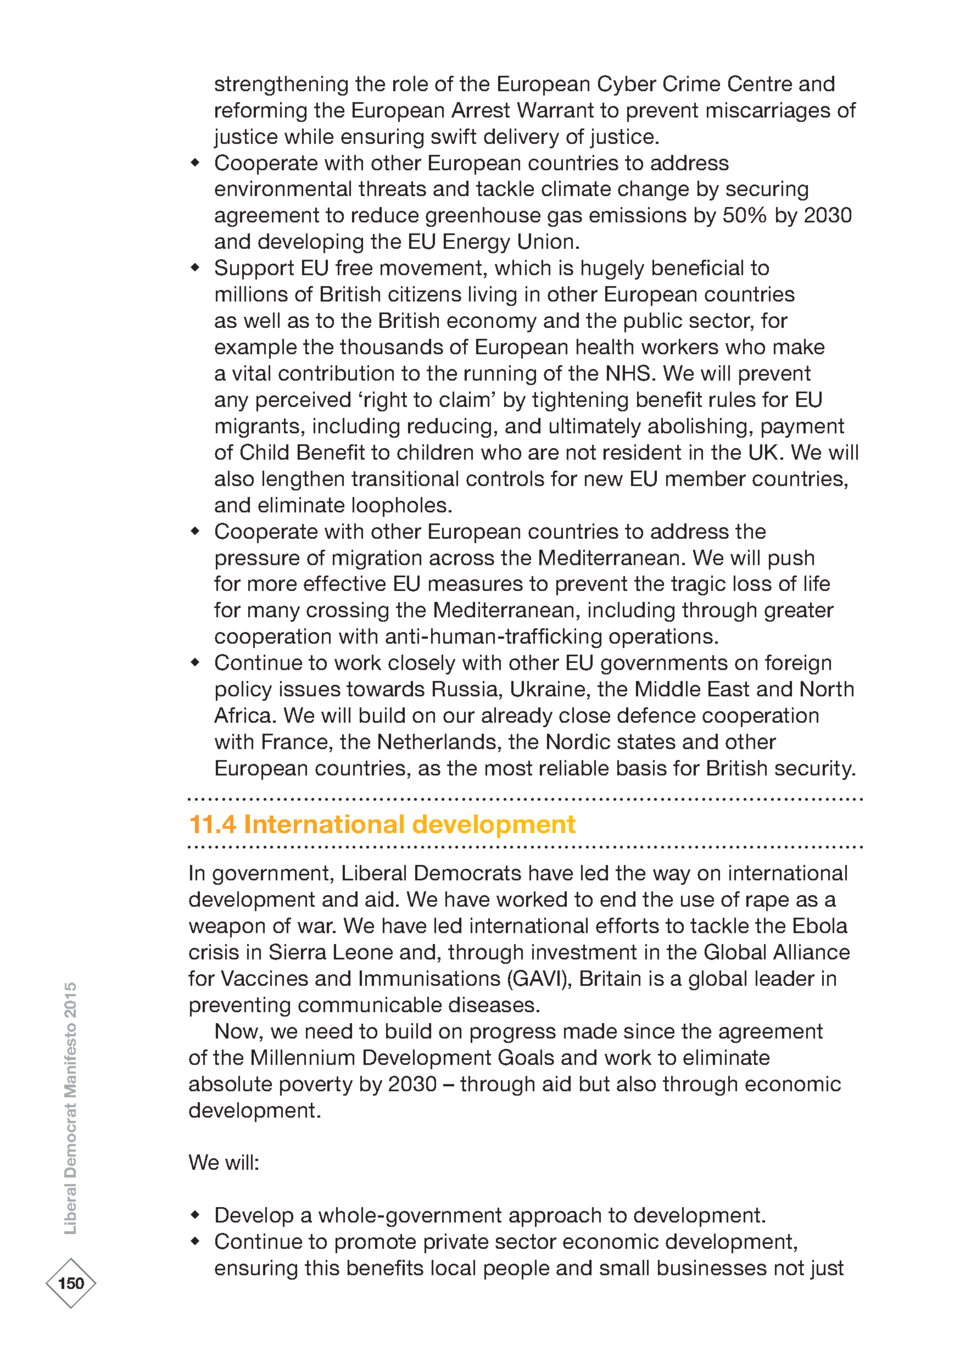 strengthening the role of the European Cyber Crime Centre and
reforming the European Arrest Warrant to prevent miscarriages of
justice while ensuring swift delivery of justice.
◆ Cooperate with other European countries to address
environmental threats and tackle climate change by securing
agreement to reduce greenhouse gas emissions by 50% by 2030
and developing the EU Energy Union.
◆ Support EU free movement, which is hugely beneficial to
millions of British citizens living in other European countries
as well as to the British economy and the public sector, for
example the thousands of European health workers who make
a vital contribution to the running of the NHS. We will prevent
any perceived ‘right to claim’ by tightening benefit rules for EU
migrants, including reducing, and ultimately abolishing, payment
of Child Benefit to children who are not resident in the UK. We will
also lengthen transitional controls for new EU member countries,
and eliminate loopholes.
◆ Cooperate with other European countries to address the
pressure of migration across the Mediterranean. We will push
for more effective EU measures to prevent the tragic loss of life
for many crossing the Mediterranean, including through greater
cooperation with anti-human-trafficking operations.
◆ Continue to work closely with other EU governments on foreign
policy issues towards Russia, Ukraine, the Middle East and North
Africa. We will build on our already close defence cooperation
with France, the Netherlands, the Nordic states and other
European countries, as the most reliable basis for British security.
11.4 International development
In government, Liberal Democrats have led the way on international
development and aid. We have worked to end the use of rape as a
weapon of war. We have led international efforts to tackle the Ebola
crisis in Sierra Leone and, through investment in the Global Alliance
for Vaccines and Immunisations (GAVI), Britain is a global leader in
preventing communicable diseases.
Now, we need to build on progress made since the agreement
of the Millennium Development Goals and work to eliminate
absolute poverty by 2030 – through aid but also through economic
development.
We will:
◆ Develop a whole-government approach to development.
◆ Continue to promote private sector economic development,
ensuring this benefits local people and small businesses not just
Liberal Democrat Manifesto 2015
150